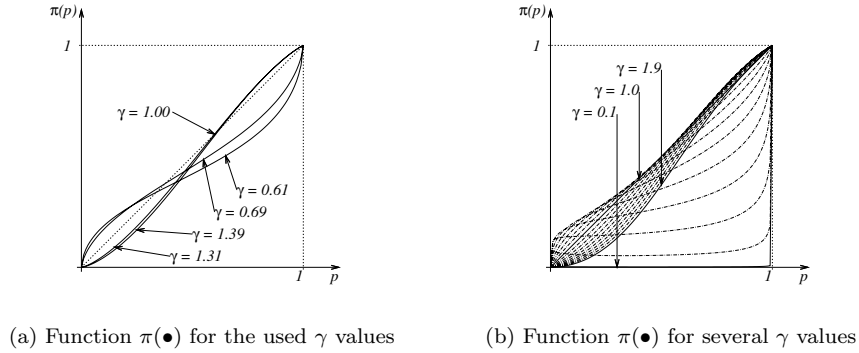 π(p)
1
γ = 1.00
γ = 0.61
γ = 0.69
γ = 1.39
γ = 1.31
1
p
(a) Function π(●) for the used γ values
π(p)
1
γ = 1.9
γ = 1.0
γ = 0.1
1
p
(b) Function π(●) for several γ values